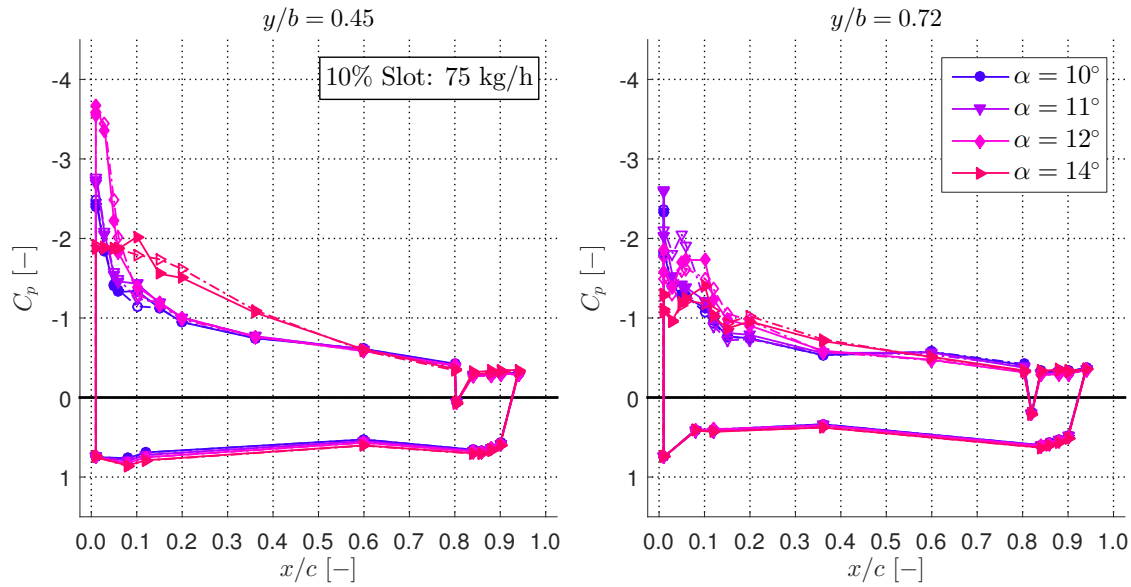 y/b = 0.45
10% Slot: 75 kg/h
-4
-3
-2
-1
0
1
C_p [−]
0.0 0.1 0.2 0.3 0.4 0.5 0.6 0.7 0.8 0.9 1.0
x/c [−]
y/b = 0.72
α = 10°
α = 11°
α = 12°
α = 14°
-4
-3
-2
-1
0
1
C_p [−]
0.0 0.1 0.2 0.3 0.4 0.5 0.6 0.7 0.8 0.9 1.0
x/c [−]